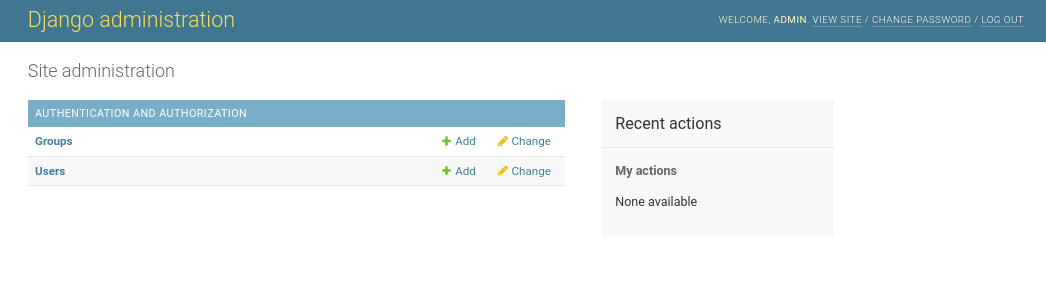 Django administration
WELCOME, ADMIN. VIEW SITE / CHANGE PASSWORD / LOG OUT
Site administration
AUTHENTICATION AND AUTHORIZATION
Groups Add Change
Users Add Change
Recent actions
My actions
None available